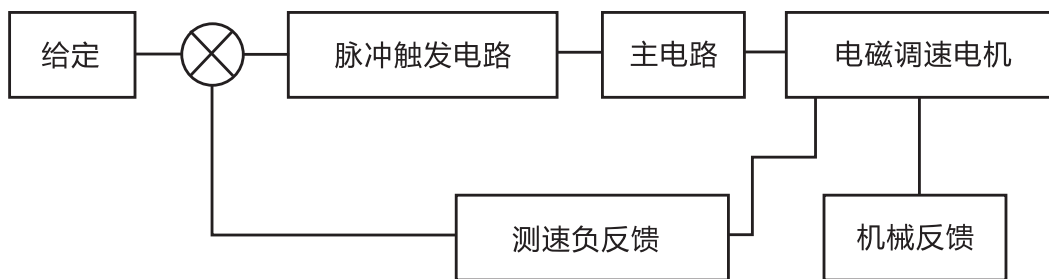 给定
脉冲触发电路
主电路
电磁调速电机
测速负反馈
机械反馈